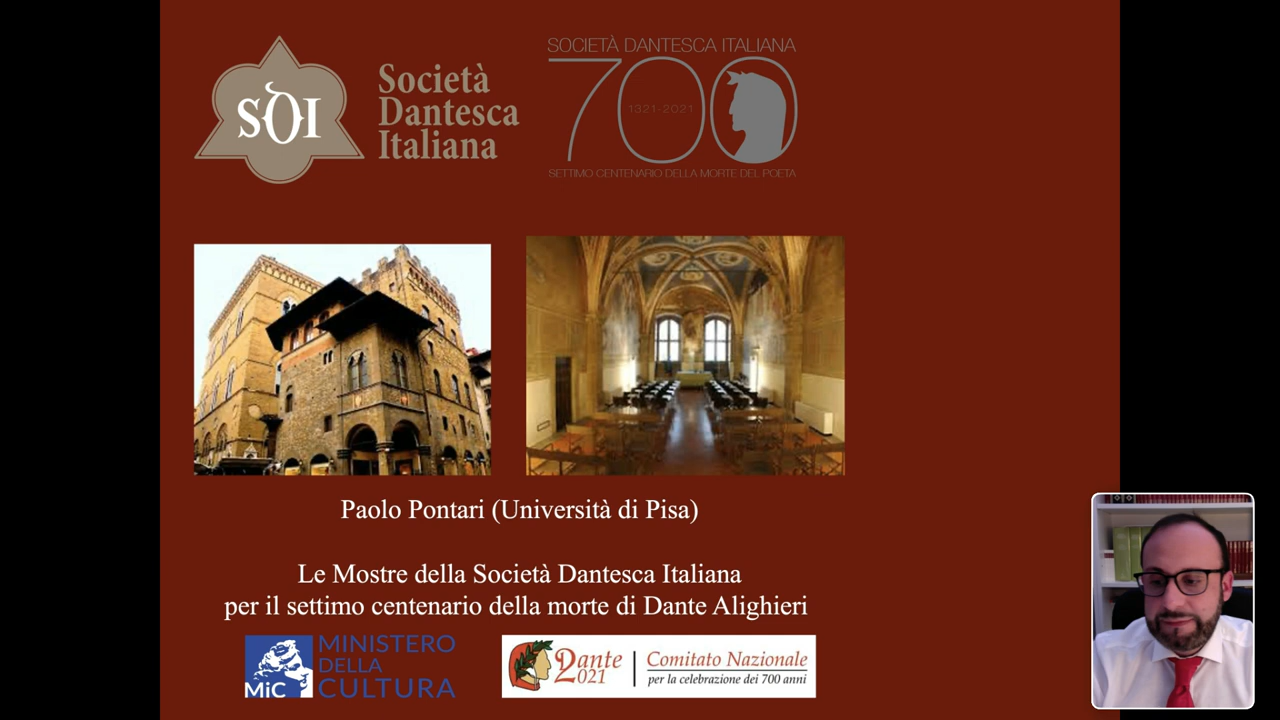 SDI
Società
Dantesca
Italiana
SOCIETÀ DANTESCA ITALIANA
700
1321-2021
SETTIMO CENTENARIO DELLA MORTE DEL POETA
Paolo Pontari (Università di Pisa)
Le Mostre della Società Dantesca Italiana
per il settimo centenario della morte di Dante Alighieri
MiC
MINISTERO
DELLA
CULTURA
Dante
2021
Comitato Nazionale
per la celebrazione dei 700 anni